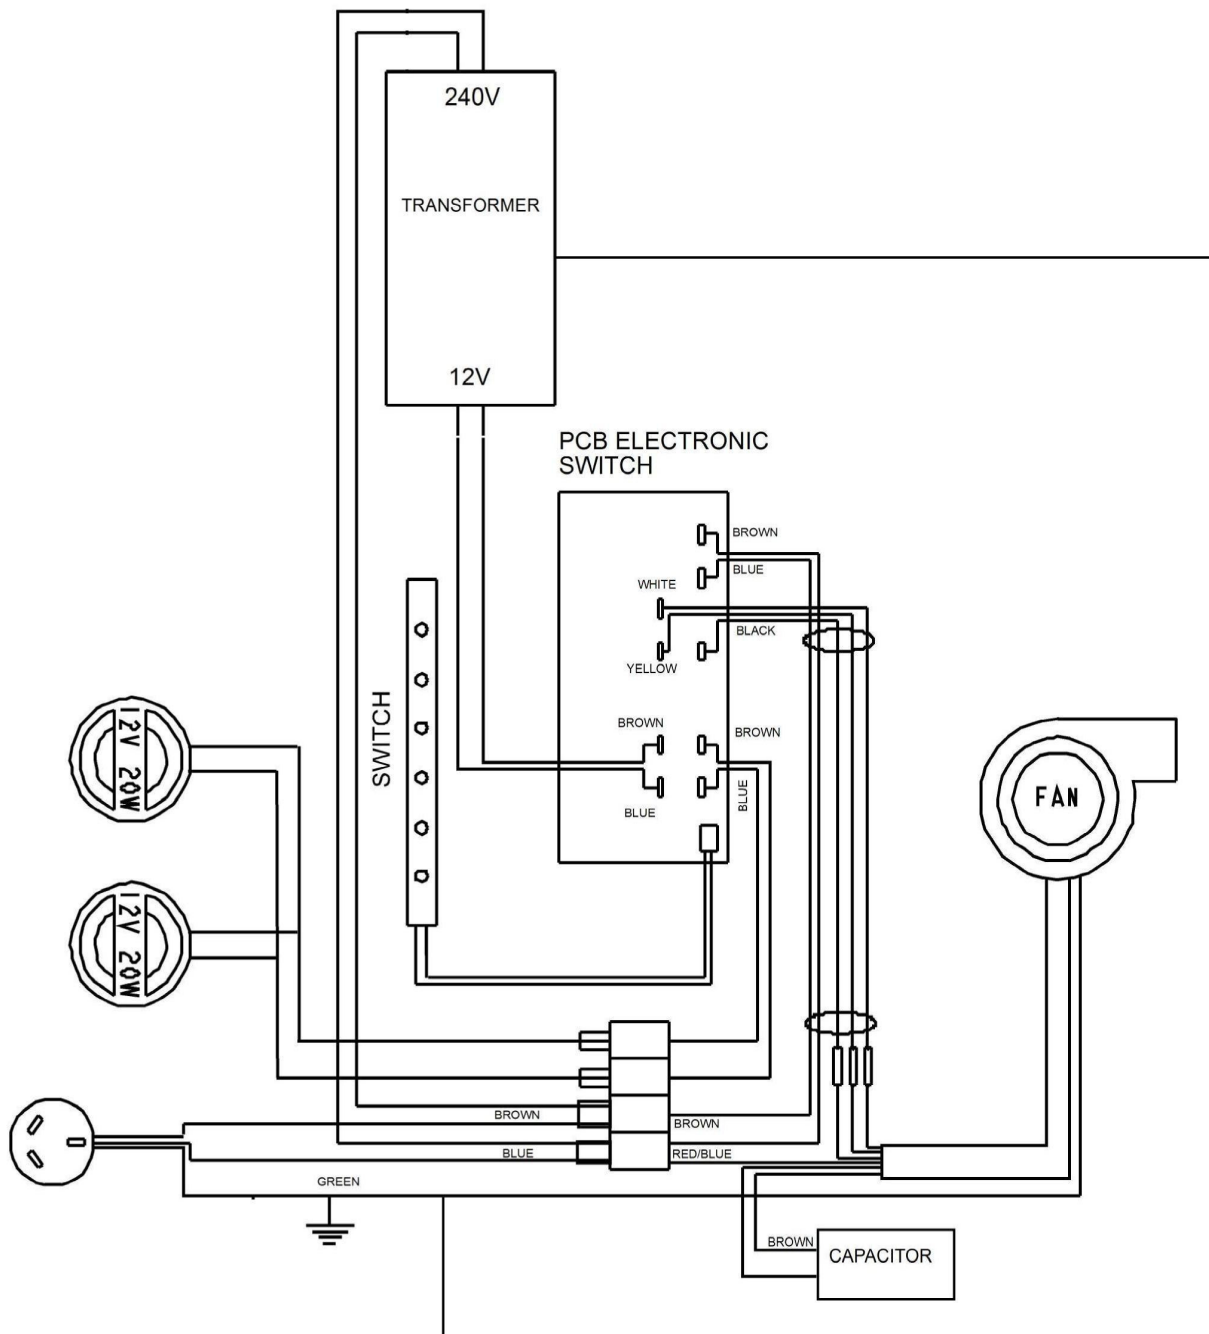 240V
TRANSFORMER
12V
PCB ELECTRONIC
SWITCH
BROWN
BLUE
WHITE
BLACK
YELLOW
BROWN
BROWN
BLUE
BLUE
SWITCH
12V 20W
12V 20W
FAN
BROWN
BROWN
BLUE
RED/BLUE
GREEN
BROWN
CAPACITOR